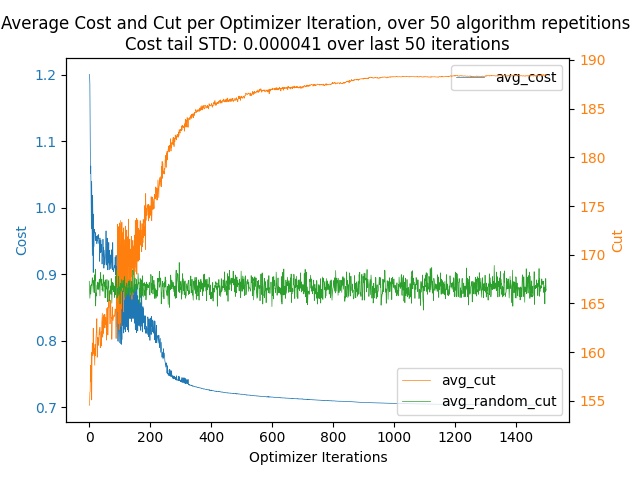 Average Cost and Cut per Optimizer Iteration, over 50 algorithm repetitions
Cost tail STD: 0.000041 over last 50 iterations
1.2
1.1
1.0
0.9
0.8
0.7
Cost
190
185
180
175
170
165
160
155
Cut
avg_cost
avg_cut
avg_random_cut
0
200
400
600
800
1000
1200
1400
Optimizer Iterations